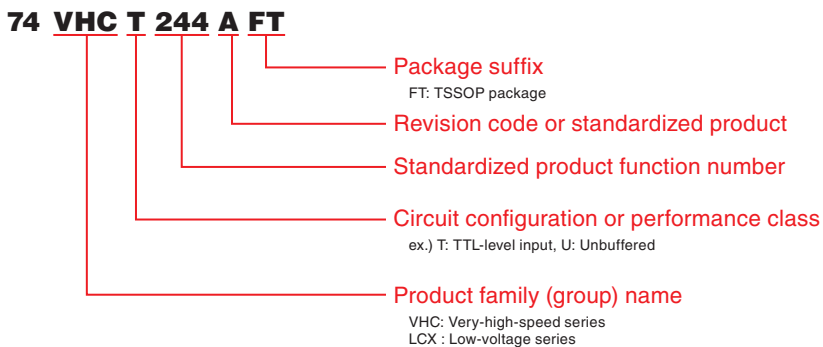 74 VHC T 244 A FT
Package suffix
FT: TSSOP package
Revision code or standardized product
Standardized product function number
Circuit configuration or performance class
ex.) T: TTL-level input, U: Unbuffered
Product family (group) name
VHC: Very-high-speed series
LCX : Low-voltage series